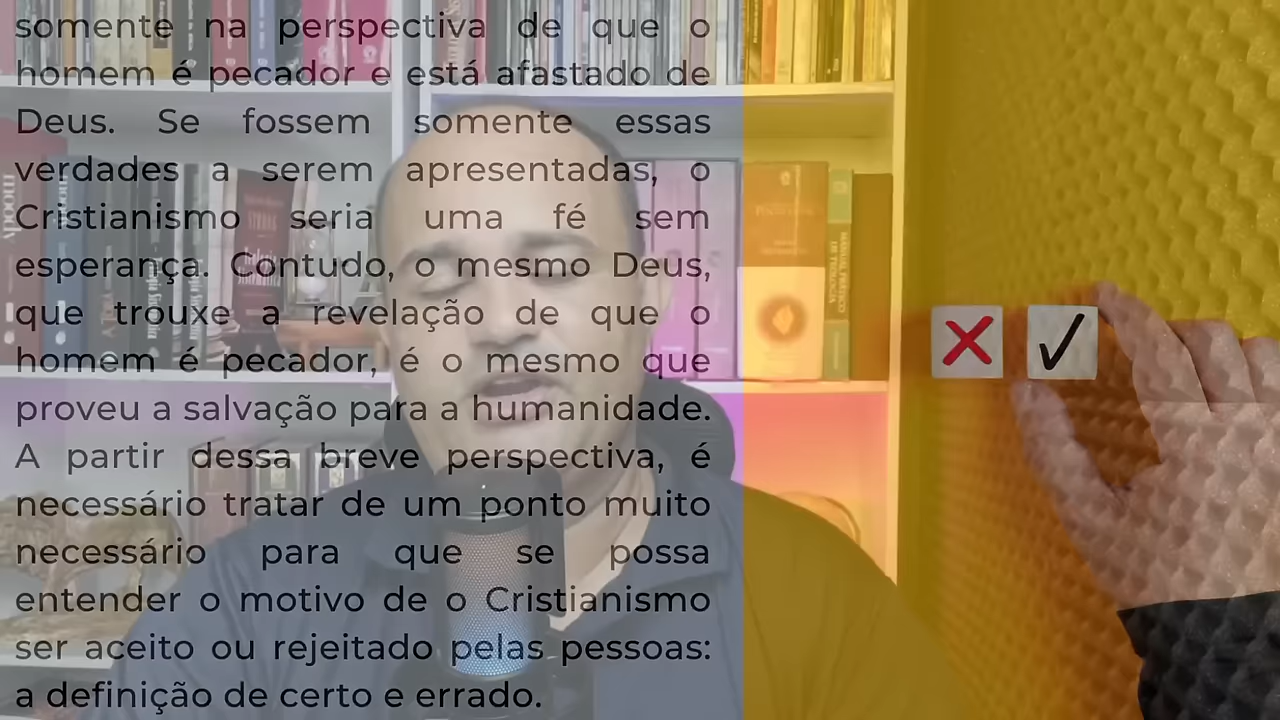 somente na perspectiva de que o
homem é pecador e está afastado de
Deus. Se fossem somente essas
verdades a serem apresentadas, o
Cristianismo seria uma fé sem
esperança. Contudo, o mesmo Deus,
que trouxe a revelação de que o
homem é pecador, é o mesmo que
proveu a salvação para a humanidade.
A partir dessa breve perspectiva, é
necessário tratar de um ponto muito
necessário para que se possa
entender o motivo de o Cristianismo
ser aceito ou rejeitado pelas pessoas:
a definição de certo e errado.
moody